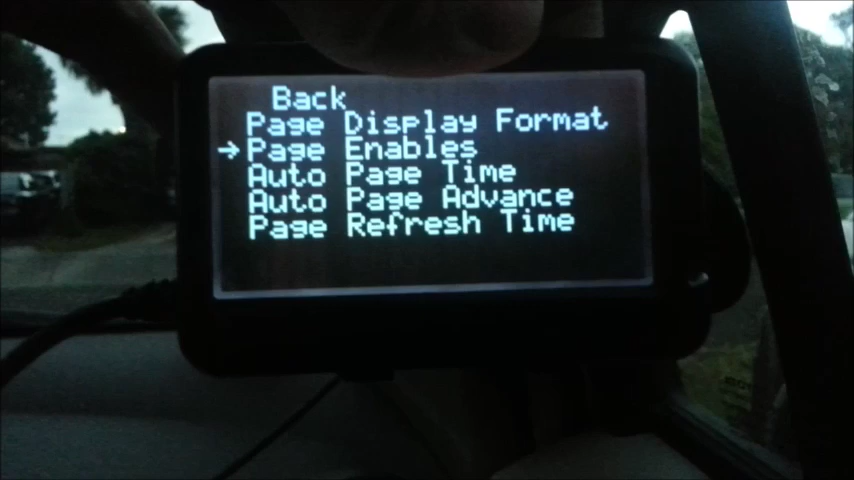 Back
Page Display Format
→Page Enables
Auto Page Time
Auto Page Advance
Page Refresh Time